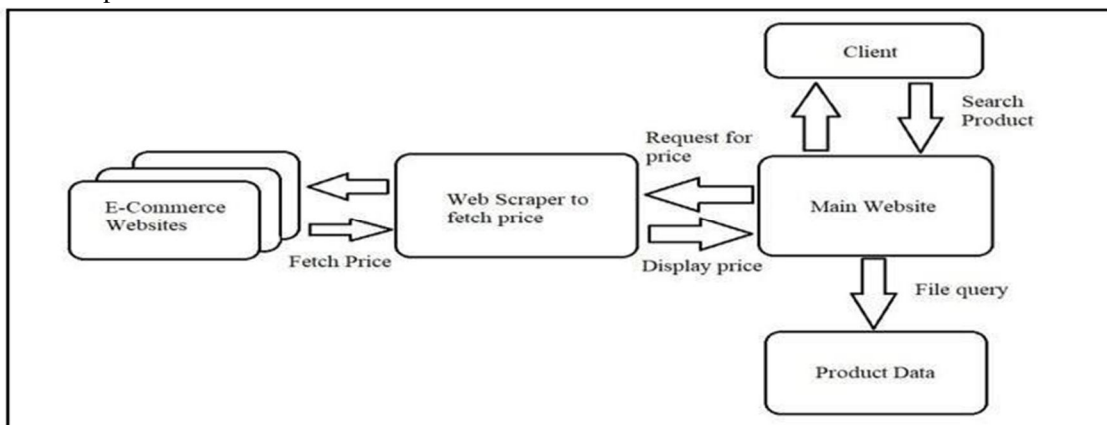 Client
Search
Product
Request for
price
E-Commerce
Websites
Web Scraper to
fetch price
Main Website
Fetch Price
Display price
File query
Product Data